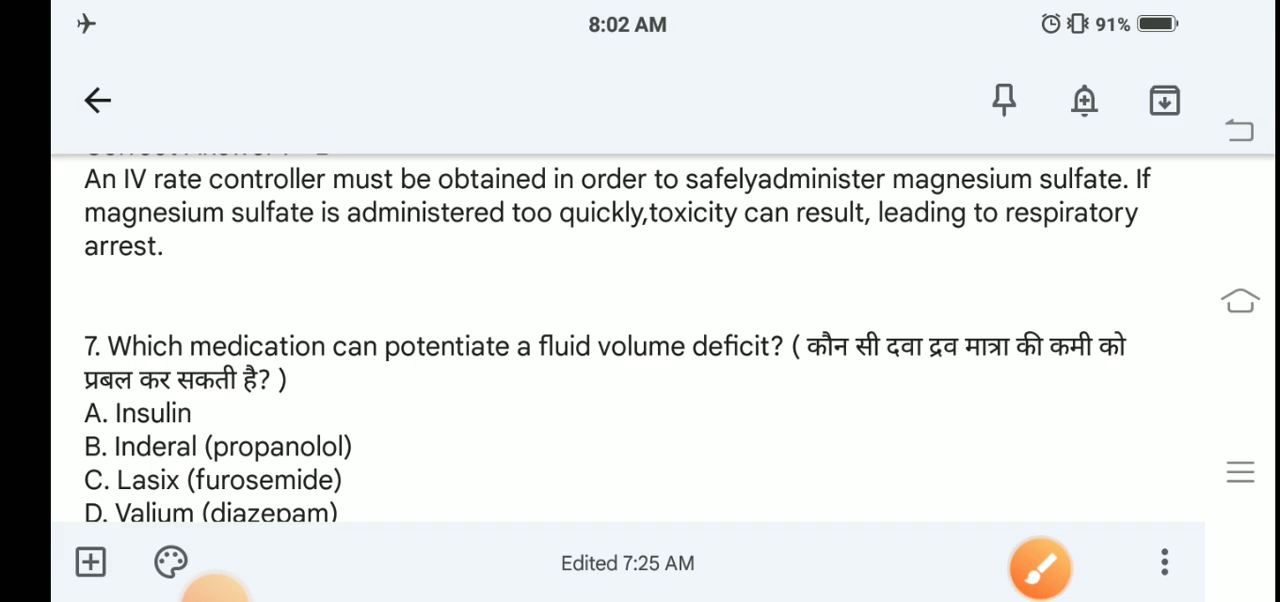 8:02 AM
91%
An IV rate controller must be obtained in order to safelyadminister magnesium sulfate. If
magnesium sulfate is administered too quickly,toxicity can result, leading to respiratory
arrest.
7. Which medication can potentiate a fluid volume deficit? ( कौन सी दवा द्रव मात्रा की कमी को
प्रबल कर सकती है? )
A. Insulin
B. Inderal (propanolol)
C. Lasix (furosemide)
D. Valium (diazepam)
Edited 7:25 AM